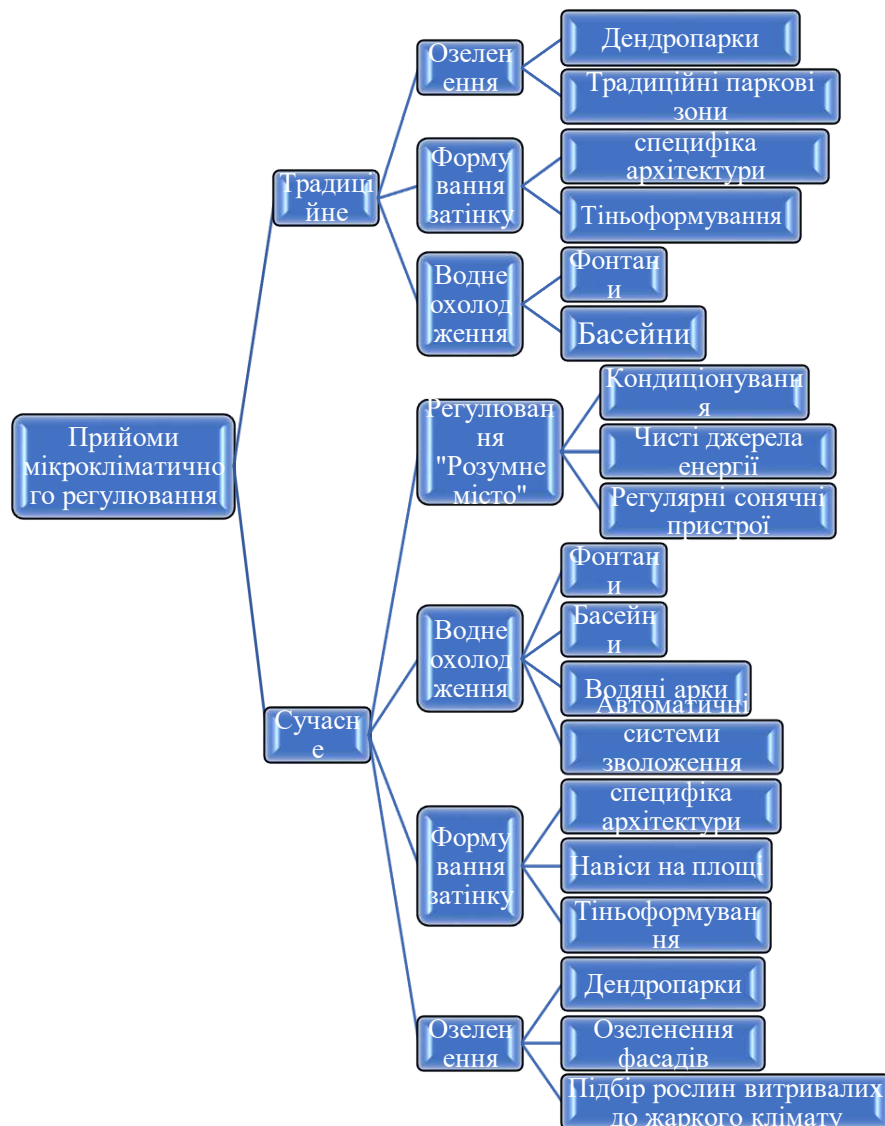 Прийоми
мікрокліматично
го регулювання
Традиці
йне
Озелен
ення
Дендропарки
Традиційні паркові
зони
Форму
вання
затінку
специфіка
архітектури
Тіньоформування
Водне
охолод
ження
Фонтан
и
Басейни
Сучасн
е
Регулюван
ня
"Розумне
місто"
Кондиціонуванн
я
Чисті джерела
енергії
Регулярні сонячні
пристрої
Водне
охолод
ження
Фонтан
и
Басейн
и
Водяні арки
Автоматичні
системи
зволоження
Форму
вання
затінку
специфіка
архітектури
Навіси на площі
Тіньоформуван
ня
Озелен
ення
Дендропарки
Озеленення
фасадів
Підбір рослин витривалих
до жаркого клімату